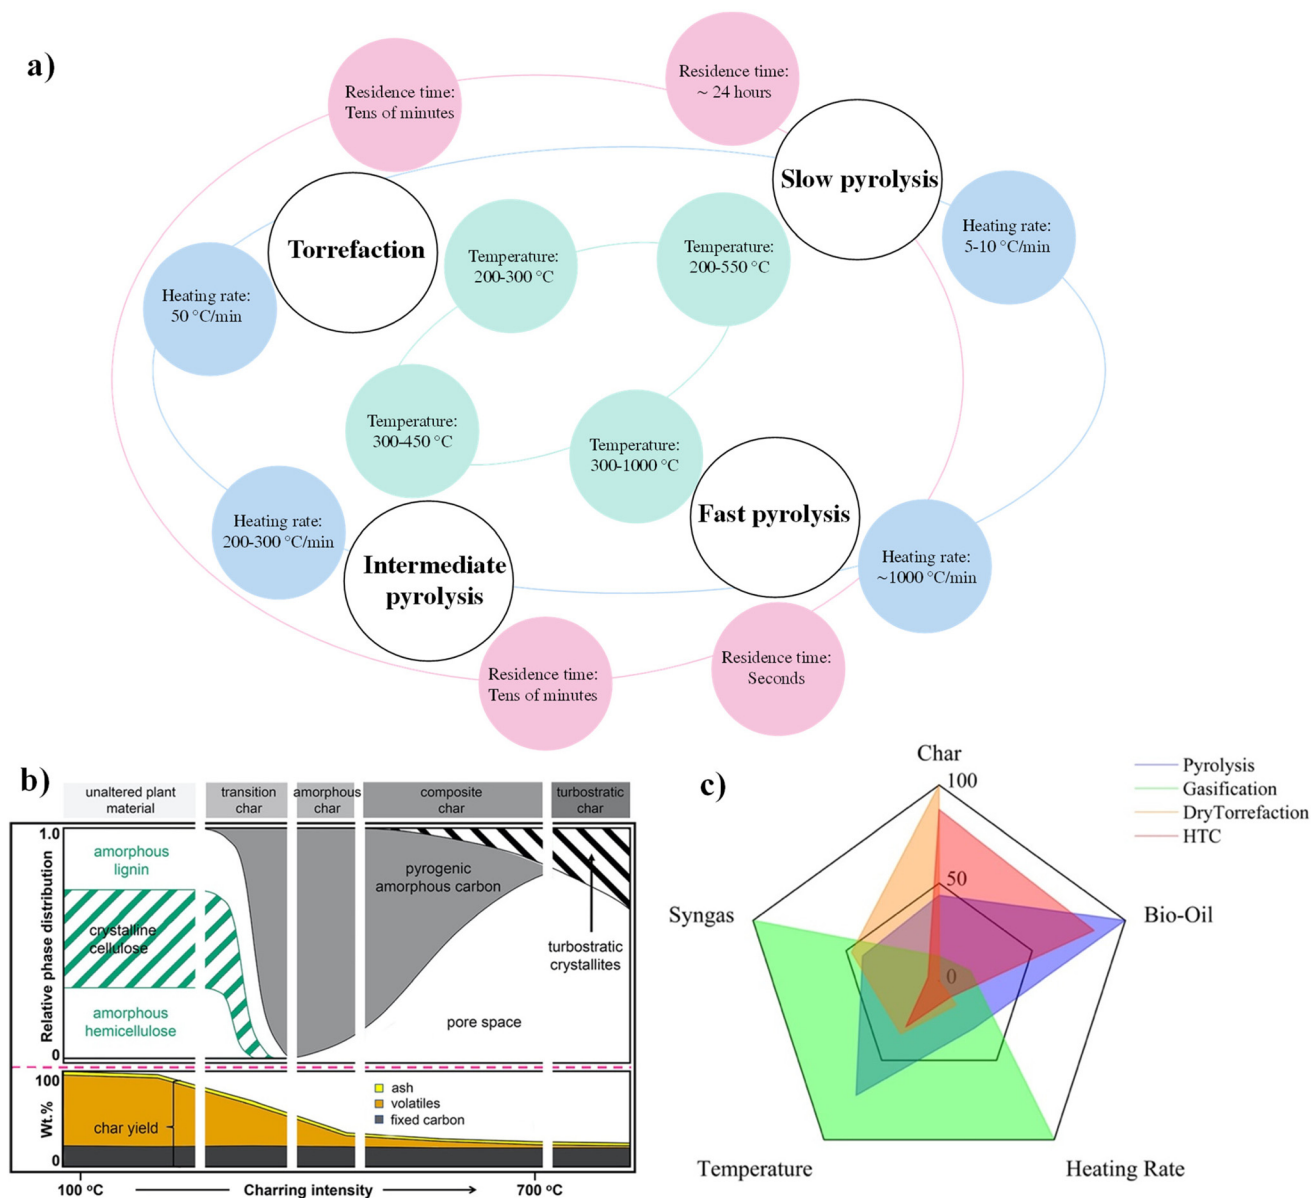 a)
Residence time:
Tens of minutes
Residence time:
~ 24 hours
Slow pyrolysis
Torrefaction
Temperature:
200-300 °C
Temperature:
200-550 °C
Heating rate:
5-10 °C/min
Heating rate:
50 °C/min
Temperature:
300-450 °C
Temperature:
300-1000 °C
Heating rate:
200-300 °C/min
Intermediate
pyrolysis
Fast pyrolysis
Heating rate:
~1000 °C/min
Residence time:
Tens of minutes
Residence time:
Seconds
b)
unaltered plant
material
transition
char
amorphous
char
composite
char
turbostratic
char
Relative phase distribution
1.0
0
amorphous
lignin
crystalline
cellulose
amorphous
hemicellulose
pyrogenic
amorphous carbon
turbostratic
crystallites
pore space
Wt.%
100
0
char yield
ash
volatiles
fixed carbon
100 °C
Charring intensity
700 °C
c)
Char
100
50
0
Syngas
Bio-Oil
Temperature
Heating Rate
Pyrolysis
Gasification
DryTorrefaction
HTC